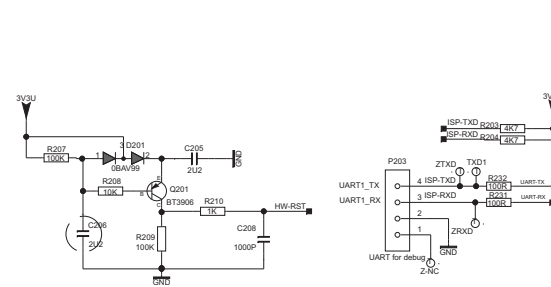 3V3U
3V
R207
100K
1
3 D201
2
0BAV99
C205
2U2
GND
ISP-TXD R203 4K7
ISP-RXD R204 4K7
R208
10K
E
B
C
Q201
BT3906
R210
1K
HW-RST
C206
2U2
R209
100K
C208
1000P
GND
P203
ZTXD TXD1
UART1_TX
4 ISP-TXD
R232
100R
UART-TX
UART1_RX
3 ISP-RXD
R231
100R
UART-RX
2
ZRXD
1
GND
UART for debug
Z-NC